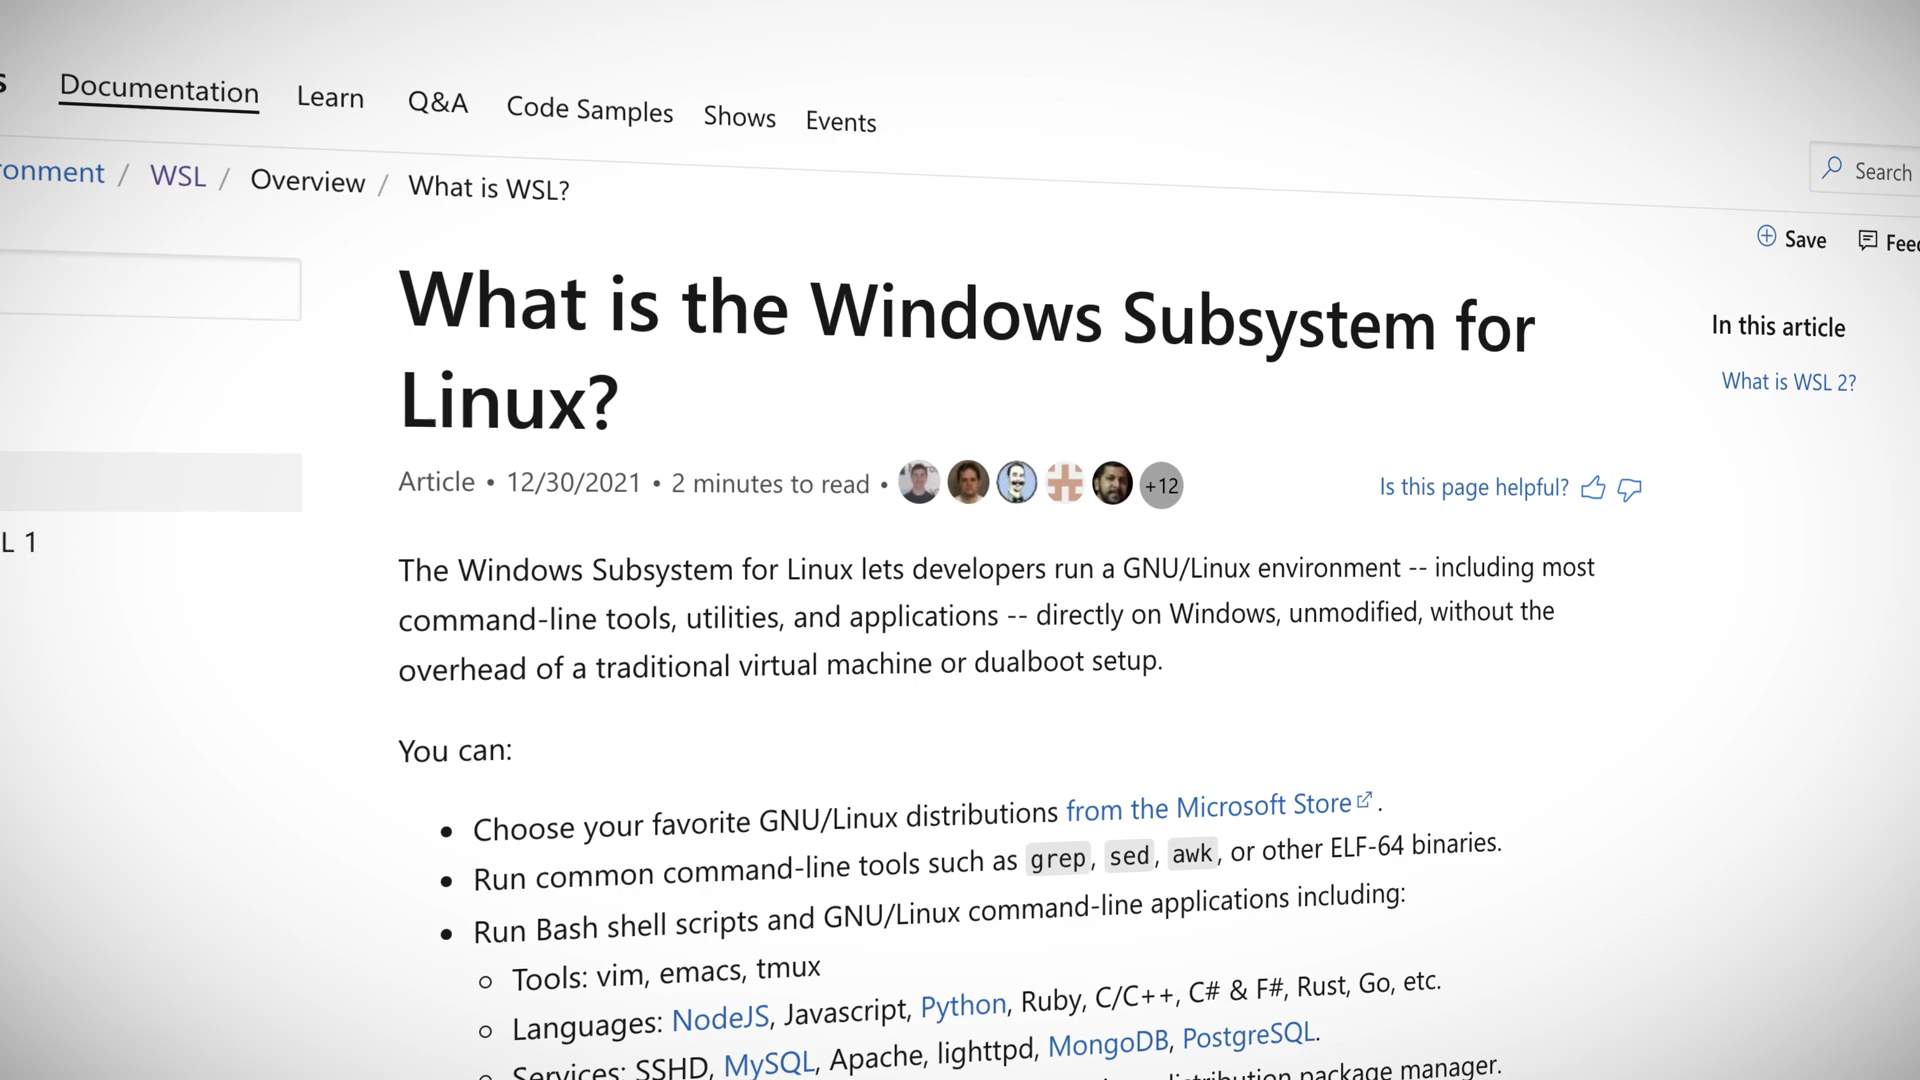 Documentation Learn Q&A Code Samples Shows Events
/ WSL / Overview / What is WSL?
Search
Save
What is the Windows Subsystem for
Linux?
In this article
What is WSL 2?
Article • 12/30/2021 • 2 minutes to read • +12
Is this page helpful?
L 1
The Windows Subsystem for Linux lets developers run a GNU/Linux environment -- including most
command-line tools, utilities, and applications -- directly on Windows, unmodified, without the
overhead of a traditional virtual machine or dualboot setup.
You can:
• Choose your favorite GNU/Linux distributions from the Microsoft Store.
• Run common command-line tools such as grep, sed, awk, or other ELF-64 binaries.
• Run Bash shell scripts and GNU/Linux command-line applications including:
○ Tools: vim, emacs, tmux
○ Languages: NodeJS, Javascript, Python, Ruby, C/C++, C# & F#, Rust, Go, etc.
○ Services: SSHD, MySQL, Apache, lighttpd, MongoDB, PostgreSQL.
distribution package manager.